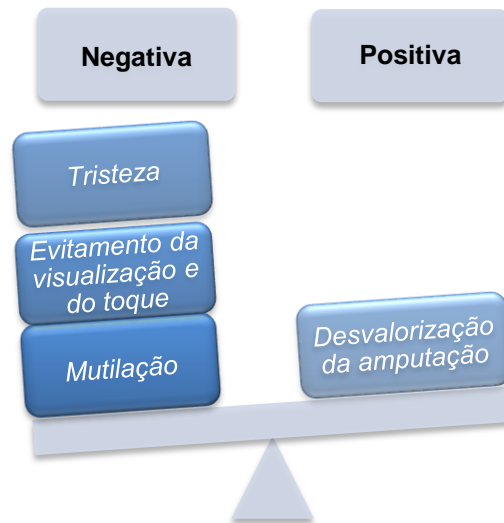 Negativa
Positiva
Tristeza
Evitamento da
visualização e
do toque
Mutilação
Desvalorização
da amputação